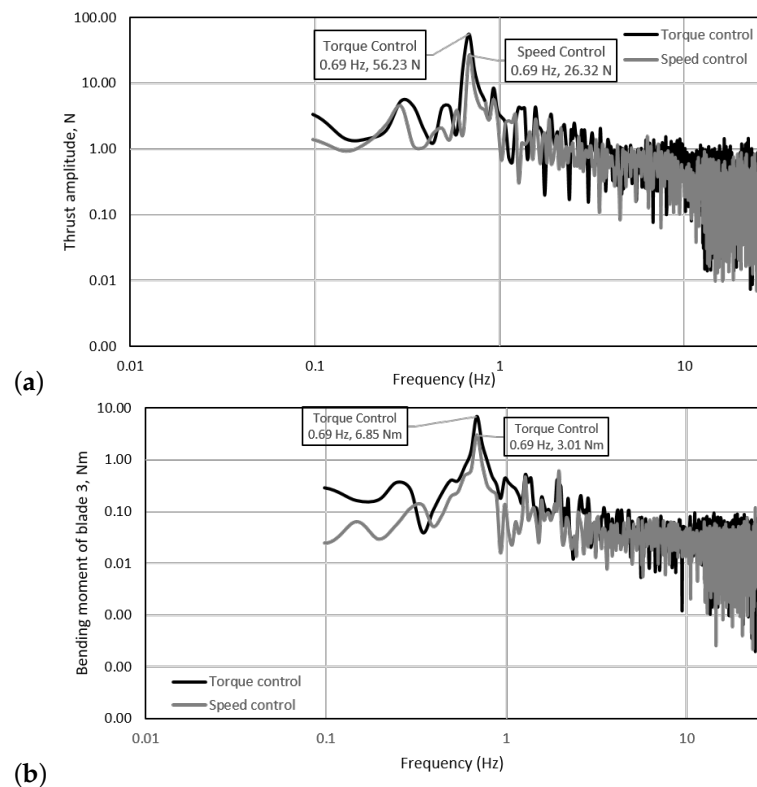 100.00
10.00
1.00
0.10
0.01
0.00
Thrust amplitude, N
Torque Control
0.69 Hz, 56.23 N
Speed Control
0.69 Hz, 26.32 N
Torque control
Speed control
0.01
0.1
1
10
Frequency (Hz)
(a)
10.00
1.00
0.10
0.01
0.00
0.00
0.00
Bending moment of blade 3, Nm
Torque Control
0.69 Hz, 6.85 Nm
Torque Control
0.69 Hz, 3.01 Nm
Torque control
Speed control
0.01
0.1
1
10
Frequency (Hz)
(b)